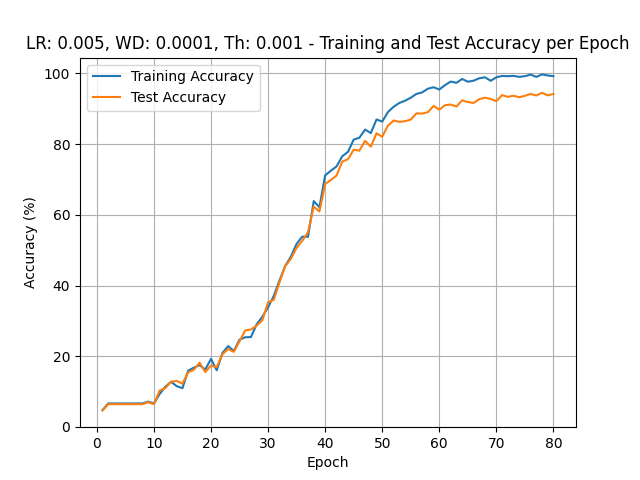 LR: 0.005, WD: 0.0001, Th: 0.001 - Training and Test Accuracy per Epoch
Training Accuracy
Test Accuracy
Accuracy (%)
100
80
60
40
20
0
0 10 20 30 40 50 60 70 80
Epoch